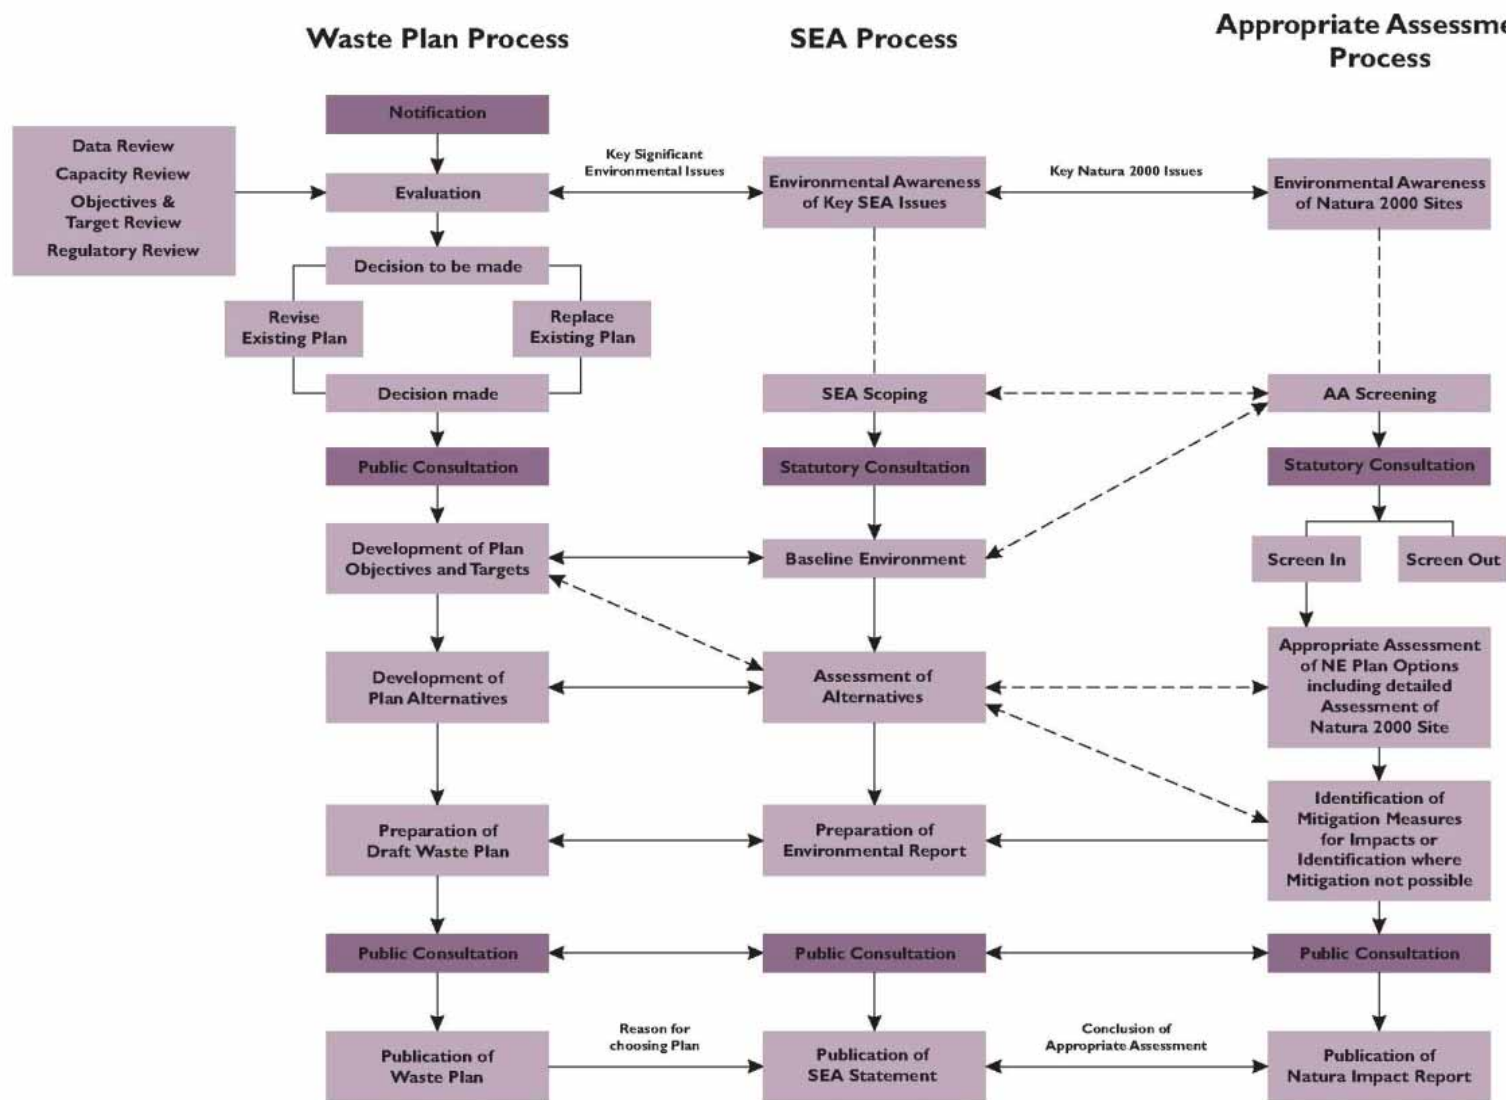 Waste Plan Process
SEA Process
Appropriate Assessme
Process
Notification
Data Review
Capacity Review
Objectives &
Target Review
Regulatory Review
Evaluation
Key Significant
Environmental Issues
Environmental Awareness
of Key SEA Issues
Key Natura 2000 Issues
Environmental Awareness
of Natura 2000 Sites
Decision to be made
Revise
Existing Plan
Replace
Existing Plan
Decision made
SEA Scoping
AA Screening
Public Consultation
Statutory Consultation
Statutory Consultation
Development of Plan
Objectives and Targets
Baseline Environment
Screen In
Screen Out
Development of
Plan Alternatives
Assessment of
Alternatives
Appropriate Assessment
of NE Plan Options
including detailed
Assessment of
Natura 2000 Site
Preparation of
Draft Waste Plan
Preparation of
Environmental Report
Identification of
Mitigation Measures
for Impacts or
Identification where
Mitigation not possible
Public Consultation
Public Consultation
Public Consultation
Publication of
Waste Plan
Reason for
choosing Plan
Publication of
SEA Statement
Conclusion of
Appropriate Assessment
Publication of
Natura Impact Report